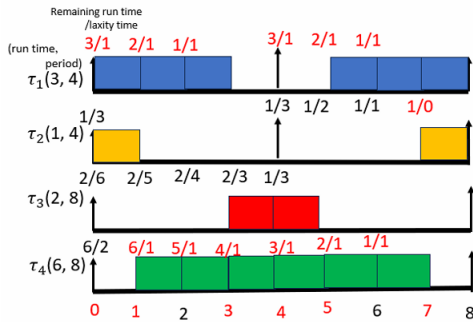 Remaining run time
/laxity time
(run time,
period)
3/1 2/1 1/1 3/1 2/1 1/1
τ1(3, 4)
1/3 1/3 1/2 1/1 1/0
τ2(1, 4)
2/6 2/5 2/4 2/3 1/3
τ3(2, 8)
6/2 6/1 5/1 4/1 3/1 2/1 1/1
τ4(6, 8)
0 1 2 3 4 5 6 7 8